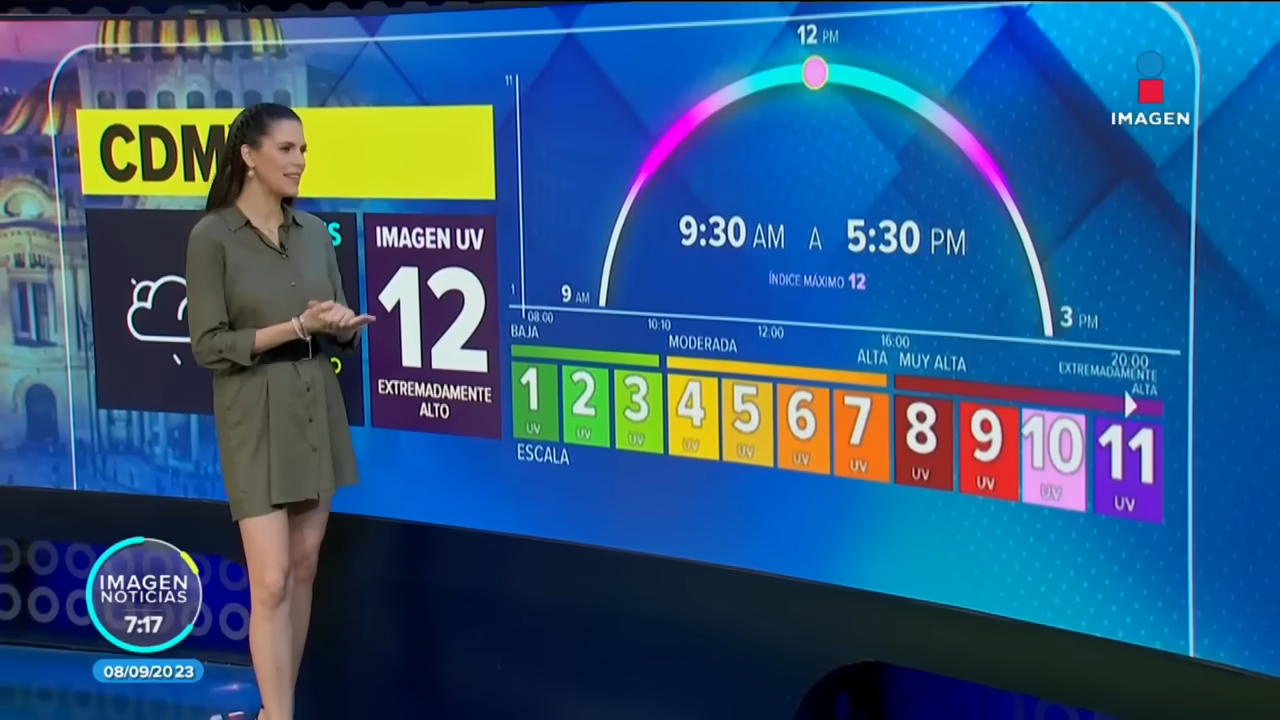 CDM
S
IMAGEN UV
12
EXTREMADAMENTE
ALTO
12 PM
11
1
9:30 AM A 5:30 PM
ÍNDICE MÁXIMO 12
9 AM
3 PM
08:00 10:10 12:00 16:00 20:00
BAJA MODERADA ALTA MUY ALTA EXTREMADAMENTE
ALTA
1 2 3 4 5 6 7 8 9 10 11
UV UV UV UV UV UV UV UV UV UV UV
ESCALA
IMAGEN
IMAGEN
NOTICIAS
7:17
08/09/2023